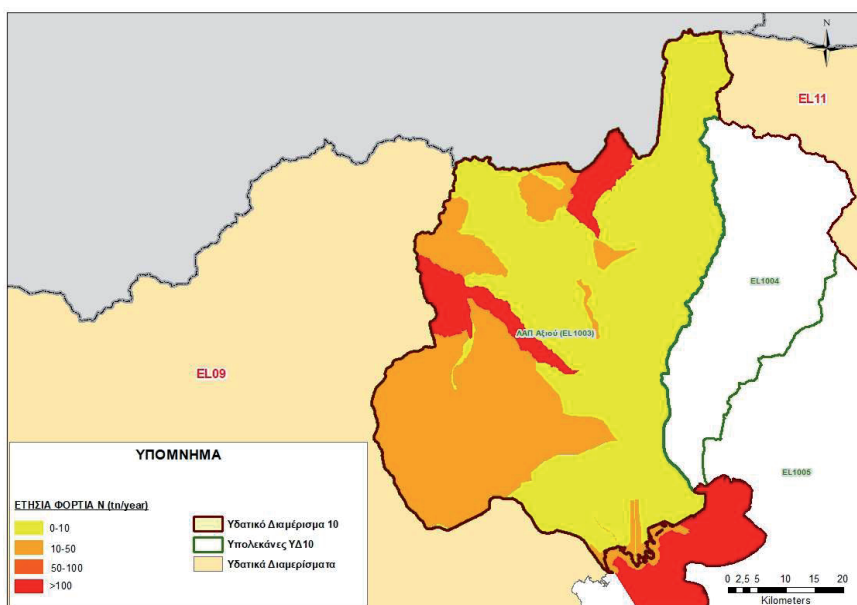 N
EL11
EL1004
ΛΑΠ Αξιού (EL1003)
EL09
EL1005
ΥΠΟΜΝΗΜΑ
ΕΤΗΣΙΑ ΦΟΡΤΙΑ Ν (tn/year)
0-10
10-50
50-100
>100
Υδατικό Διαμέρισμα 10
Υπολεκάνες ΥΔ10
Υδατικά Διαμερίσματα
0 2,5 5 10 15 20
Kilometers